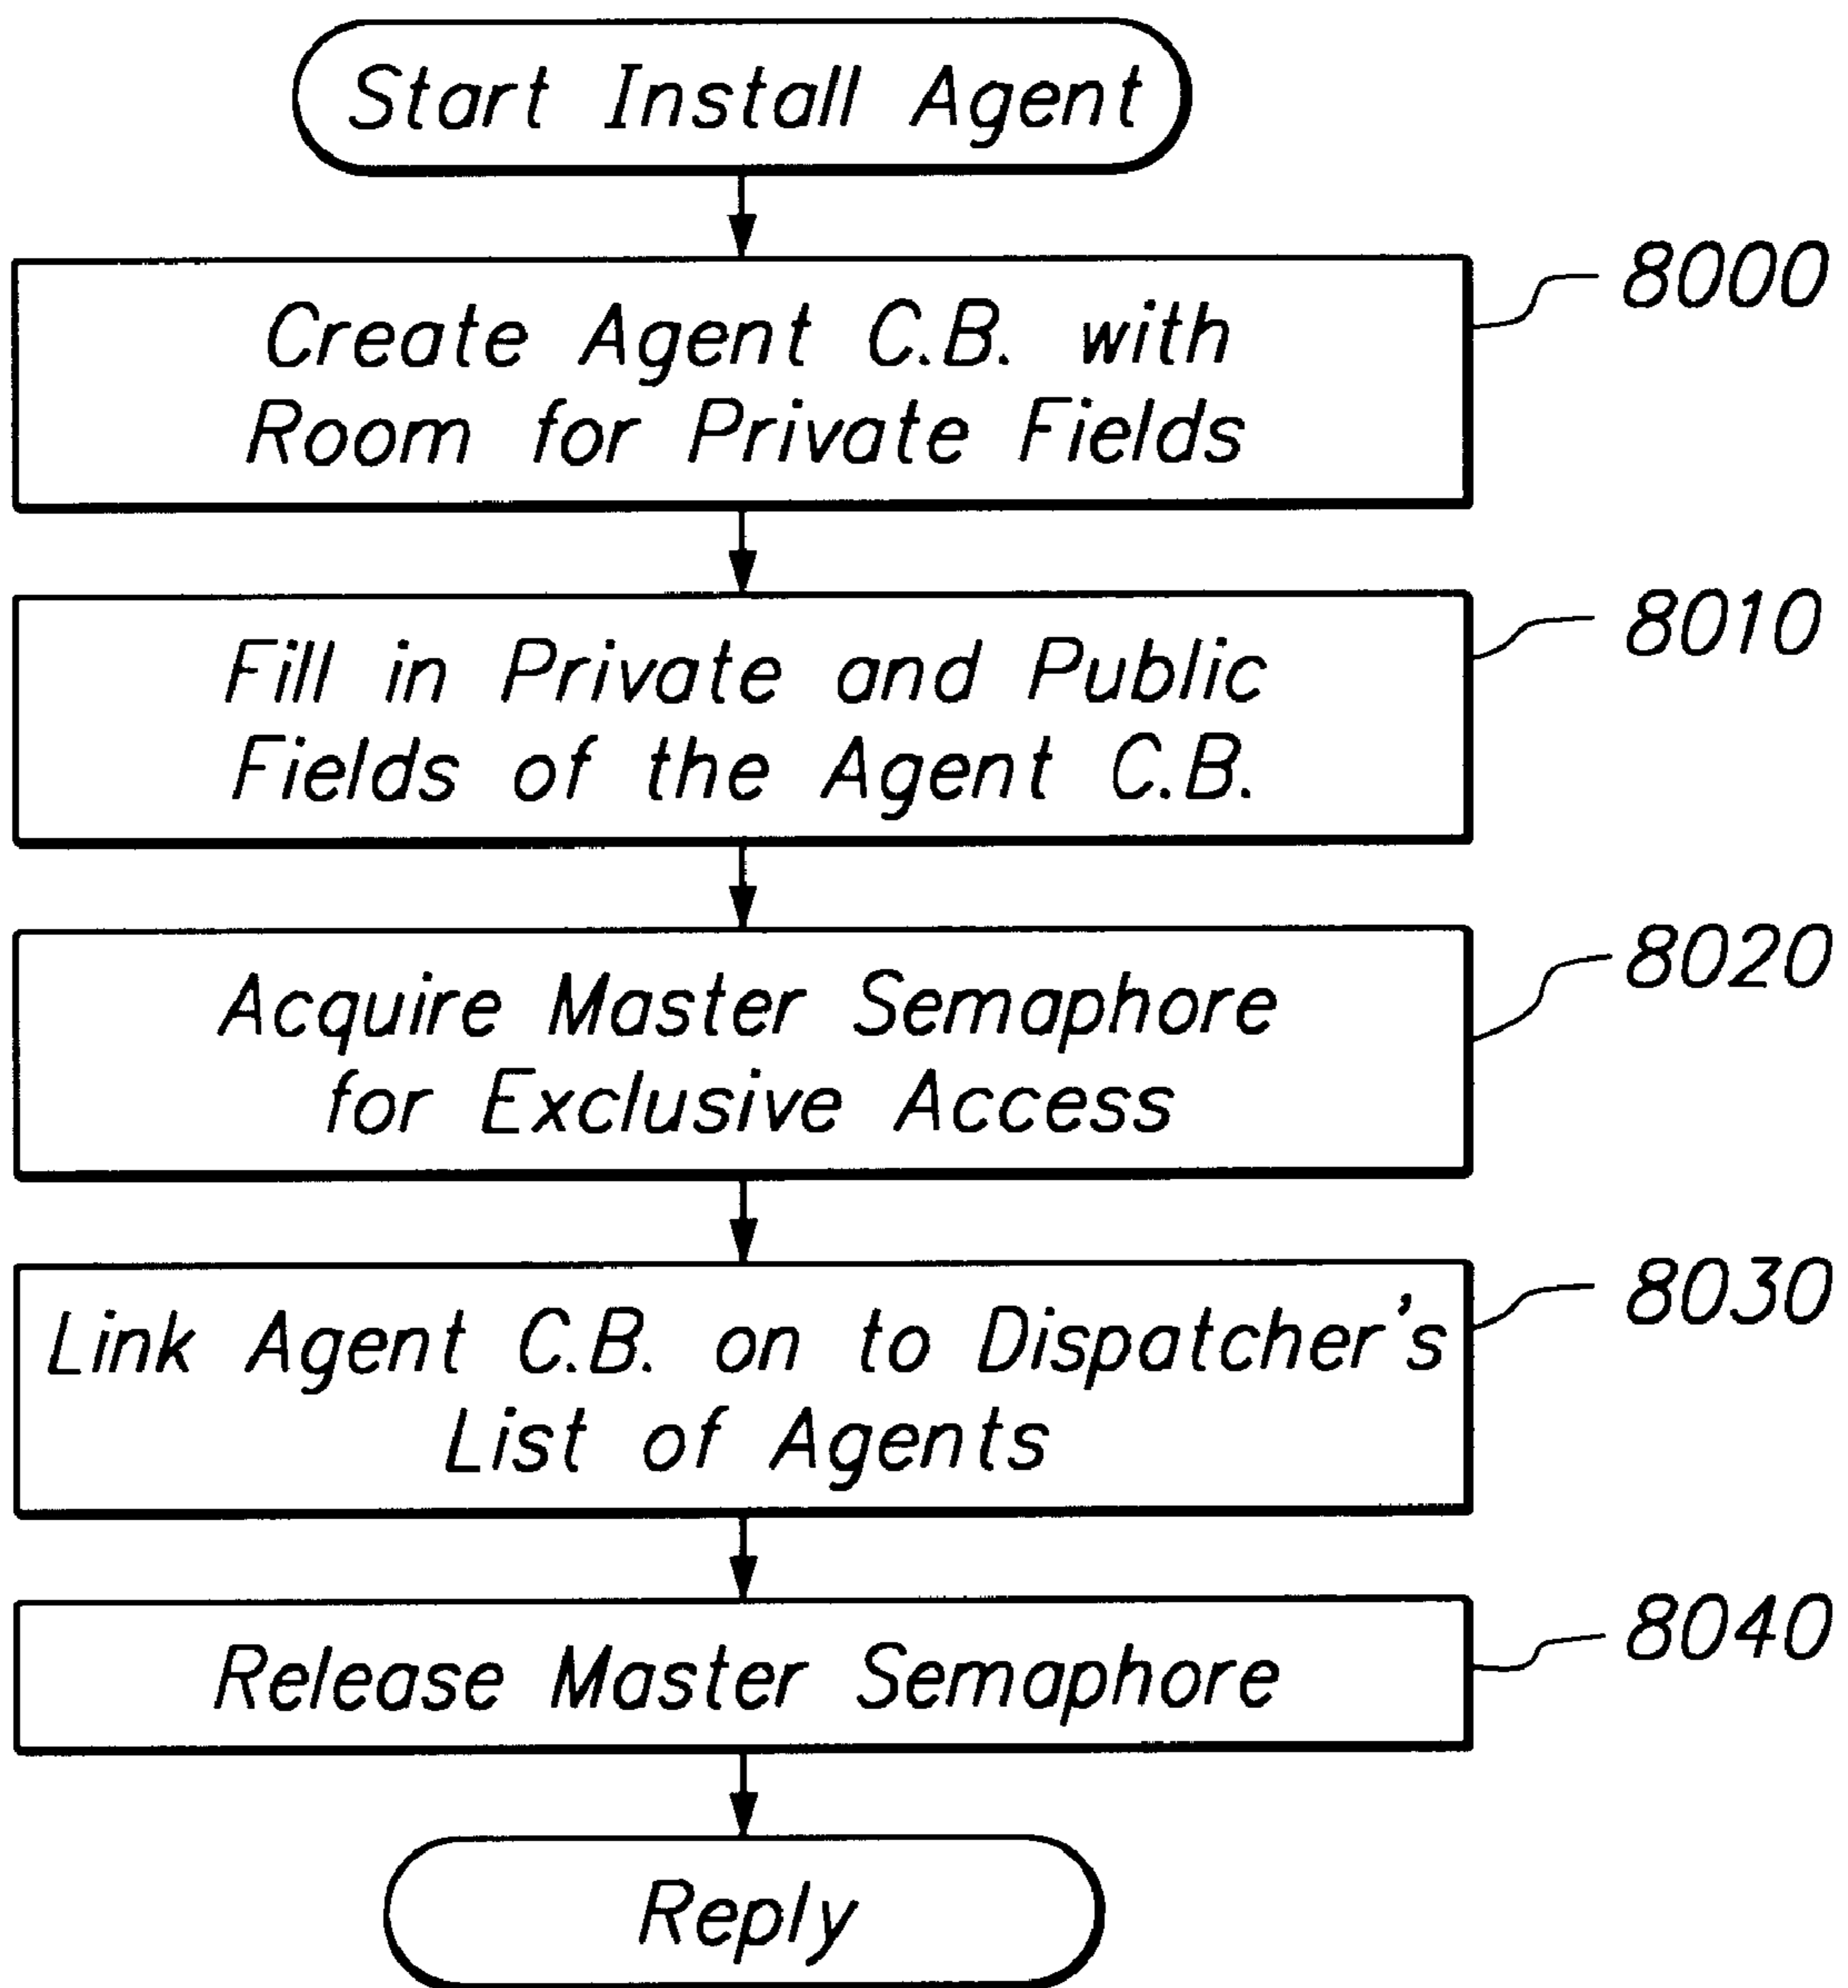 Start Install Agent
Create Agent C.B. with
Room for Private Fields
8000
Fill in Private and Public
Fields of the Agent C.B.
8010
Acquire Master Semaphore
for Exclusive Access
8020
Link Agent C.B. on to Dispatcher's
List of Agents
8030
Release Master Semaphore
8040
Reply